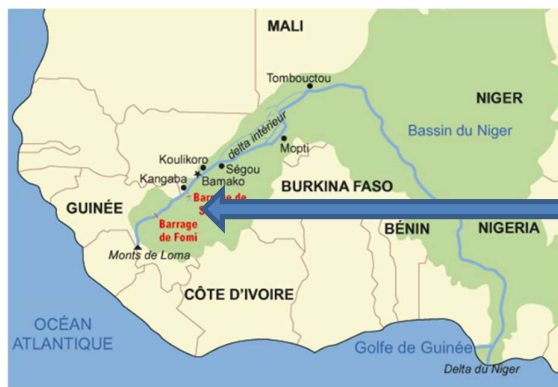 MALI
Tombouctou
NIGER
Bassin du Niger
delta intérieur
Mopti
Koulikoro
Ségou
Kangaba
Bamako
BURKINA FASO
Barrage de
GUINÉE
BÉNIN
NIGERIA
Barrage
de Fomi
Monts de Loma
CÔTE D'IVOIRE
OCÉAN
ATLANTIQUE
Golfe de Guinée
Delta du Niger